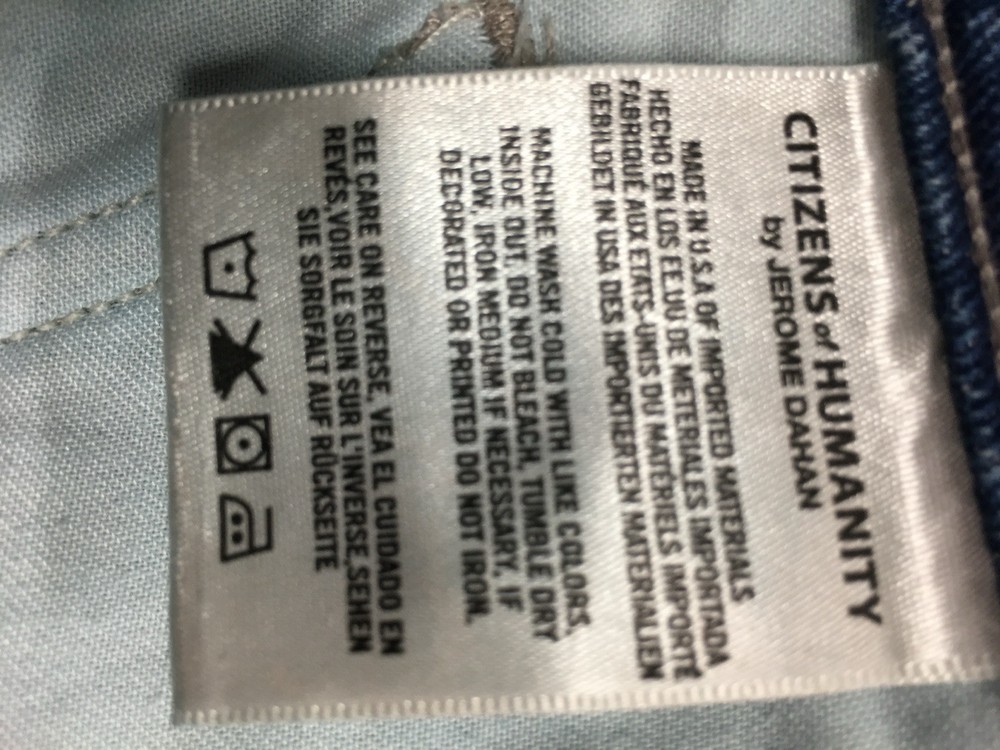 CITIZENS of HUMANITY
by JEROME DAHAN
MADE IN U.S.A OF IMPORTED MATERIALS
HECHO EN LOS EE.UU DE METERIALES IMPORTADA
FABRIQUÉ AUX ETATS-UNIS DU MATÉRIELS IMPORTÉ
GEBILDET IN USA DES IMPORTIERTEN MATERIALIEN
MACHINE WASH COLD WITH LIKE COLORS,
INSIDE OUT. DO NOT BLEACH, TUMBLE DRY
LOW, IRON MEDIUM IF NECESSARY, IF
DECORATED OR PRINTED DO NOT IRON.
SEE CARE ON REVERSE, VEA EL CUIDADO EN
REVÉS, VOIR LE SOIN SUR L'INVERSE, SEHEN
SIE SORGFALT AUF RÜCKSEITE